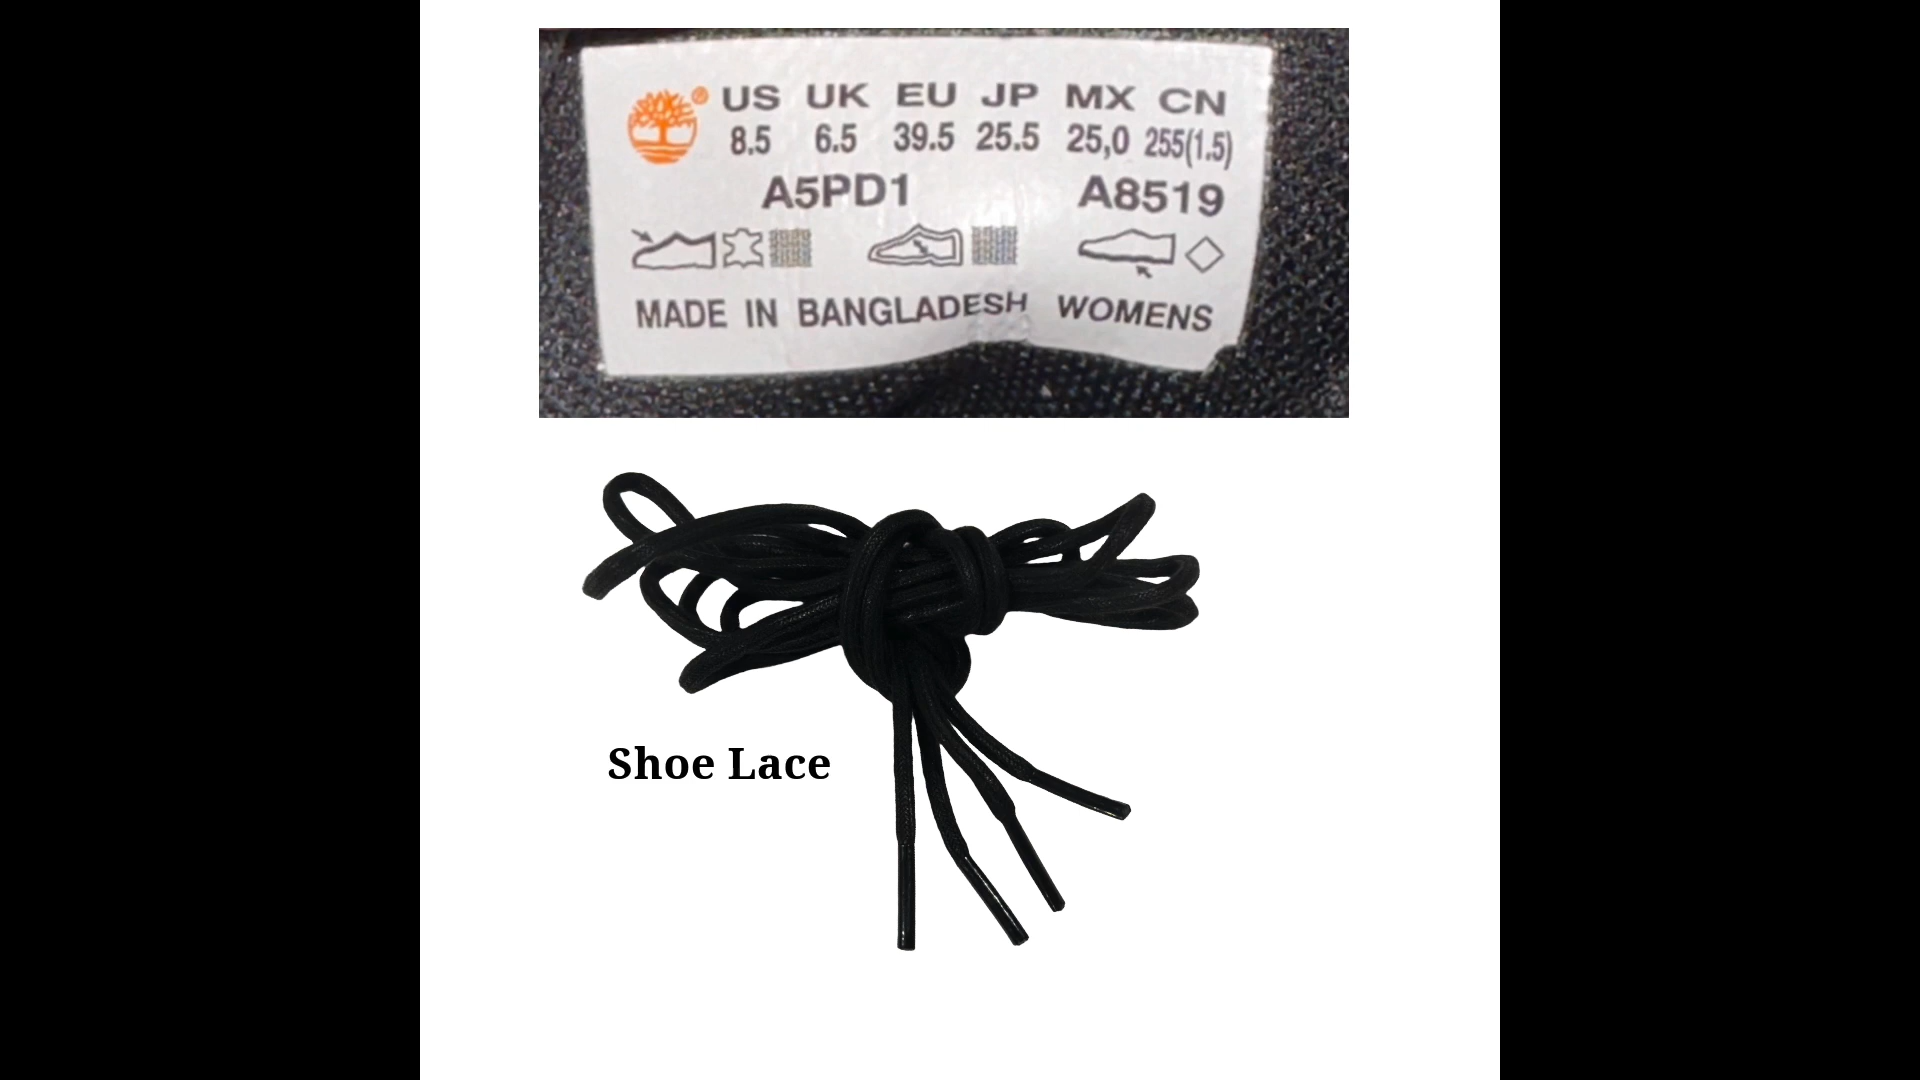 ® US UK EU JP MX CN
8.5 6.5 39.5 25.5 25,0 255(1.5)
A5PD1 A8519
MADE IN BANGLADESH WOMENS
Shoe Lace